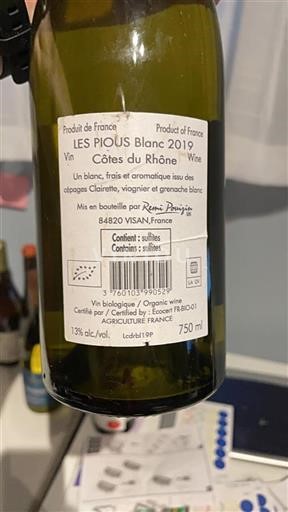 Produit de France Product of France
LES PIOUS Blanc 2019
Vin Côtes du Rhône Wine
Un blanc, frais et aromatique issu des
cépages Clairette, viognier et grenache blanc
Mis en bouteille par Remi Pouizin
84820 VISAN, France
Contient : sulfites
Contains : sulfites
3 760103 990529
LA QV
Vin biologique / Organic wine
Certifié par / Certified by : Ecocert FR-BIO-01
AGRICULTURE FRANCE
13% alc./vol. Lcdrbl19P 750 ml